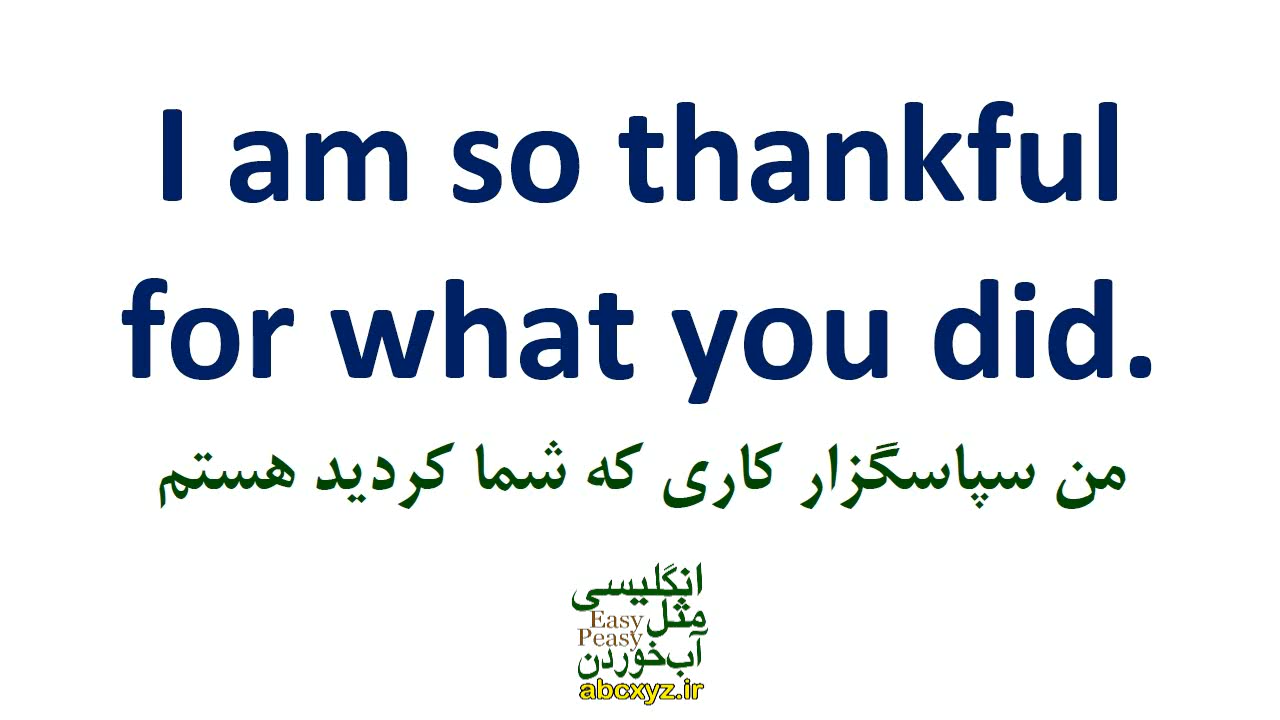 I am so thankful
for what you did.
من سپاسگزار کاری که شما کردید هستم
انگلیسی
مثل Easy
Peasy
آب‌خوردن
abcxyz.ir